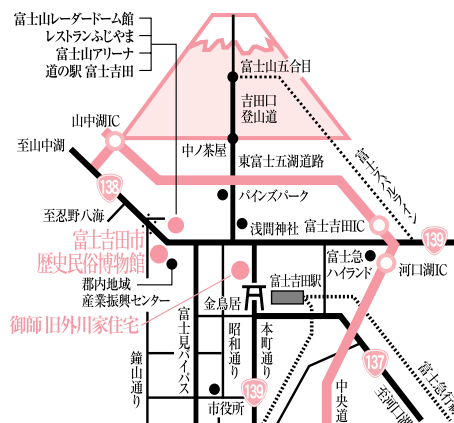 富士山レーダードーム館
レストランふじやま
富士山アリーナ
道の駅 富士吉田
富士山五合目
吉田口
登山道
山中湖IC
至山中湖
中ノ茶屋
東富士五湖道路
富士スバルライン
138
パインズパーク
至忍野八海
浅間神社
富士吉田IC
139
富士吉田市
歴史民俗博物館
富士急
ハイランド
河口湖IC
郡内地域
産業振興センター
富士吉田駅
金鳥居
御師 旧外川家住宅
富士見バイパス
昭和通り
本町通り
鐘山通り
137
富士急行線
139
中央道
至河口湖
市役所